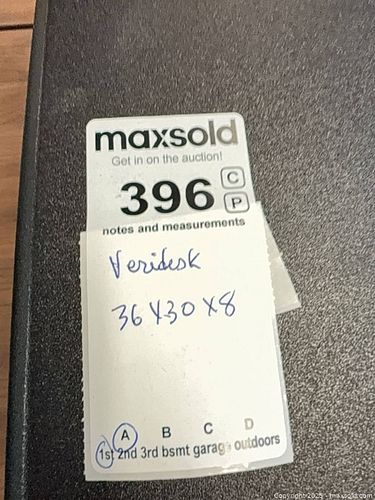 maxsold
Get in on the auction!
396 C
P
notes and measurements
Veridesk
36 X 30 X 8
A B C D
1st 2nd 3rd bsmt garage outdoors
Copyright 2025 - maxsold.com